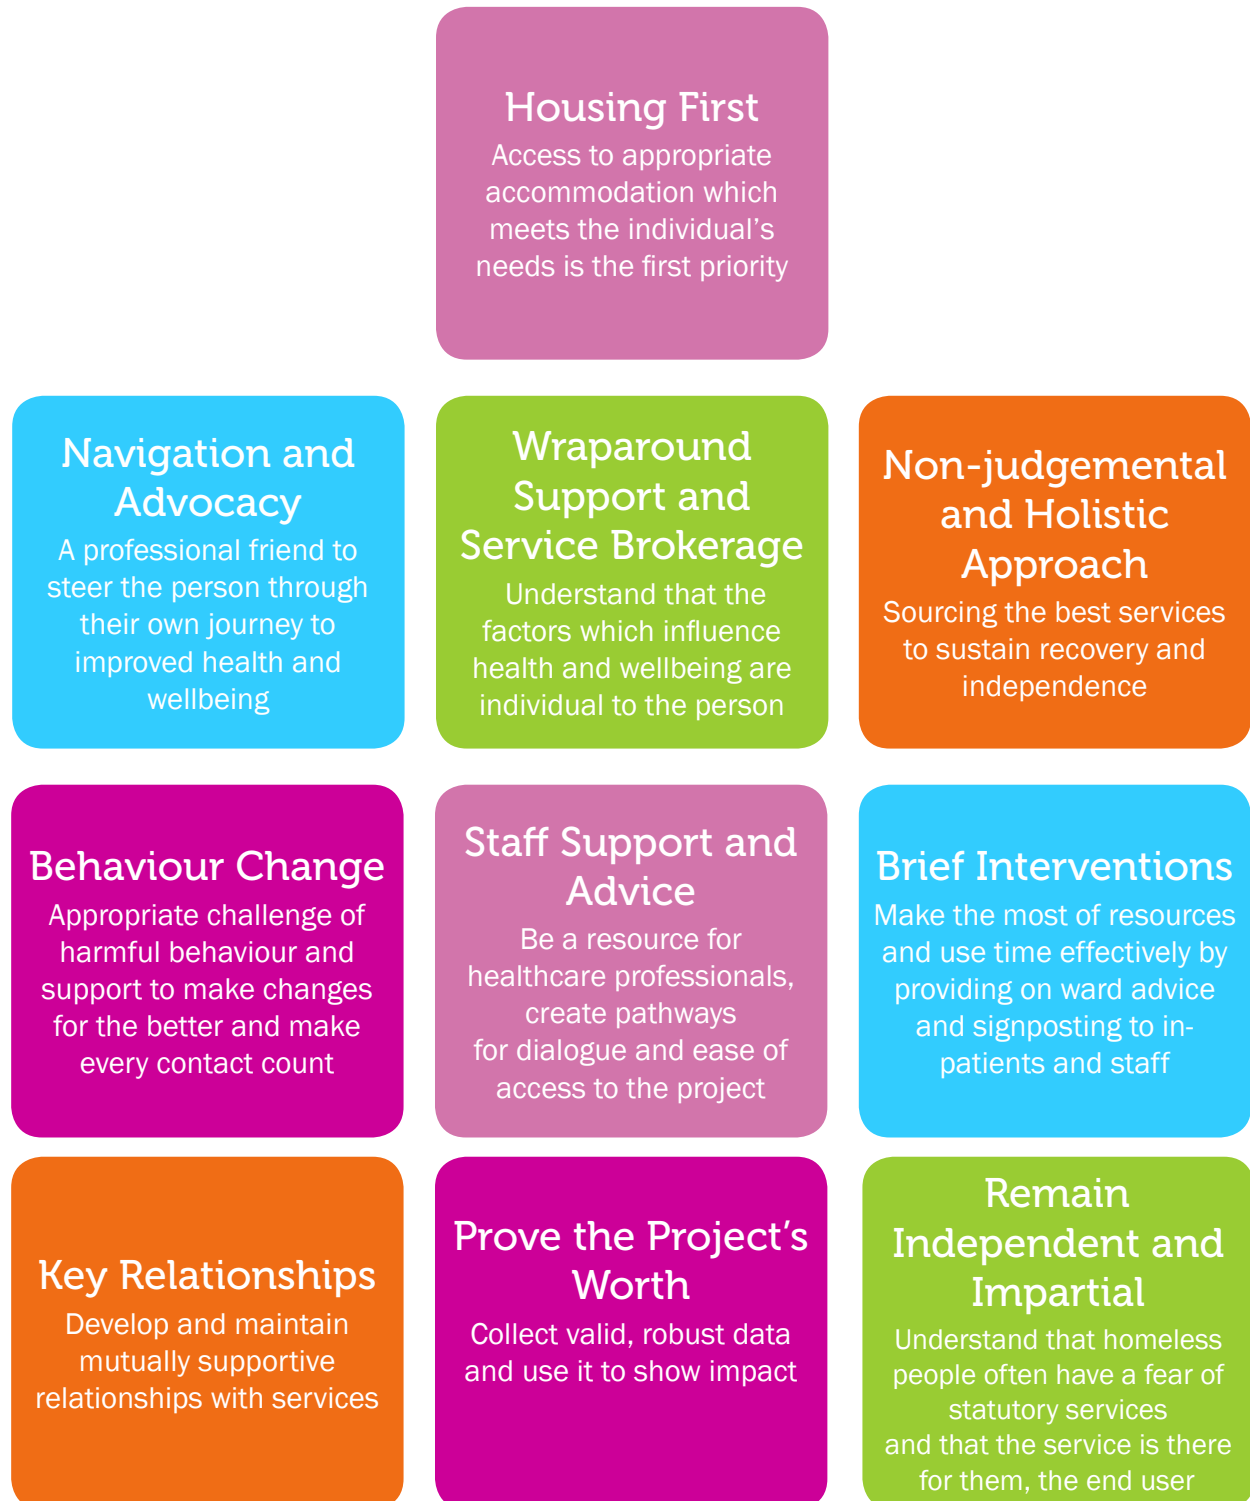 Housing First
Access to appropriate
accommodation which
meets the individual's
needs is the first priority
Navigation and
Advocacy
A professional friend to
steer the person through
their own journey to
improved health and
wellbeing
Wraparound
Support and
Service Brokerage
Understand that the
factors which influence
health and wellbeing are
individual to the person
Non-judgemental
and Holistic
Approach
Sourcing the best services
to sustain recovery and
independence
Behaviour Change
Appropriate challenge of
harmful behaviour and
support to make changes
for the better and make
every contact count
Staff Support and
Advice
Be a resource for
healthcare professionals,
create pathways
for dialogue and ease of
access to the project
Brief Interventions
Make the most of resources
and use time effectively by
providing on ward advice
and signposting to in-
patients and staff
Key Relationships
Develop and maintain
mutually supportive
relationships with services
Prove the Project's
Worth
Collect valid, robust data
and use it to show impact
Remain
Independent and
Impartial
Understand that homeless
people often have a fear of
statutory services
and that the service is there
for them, the end user